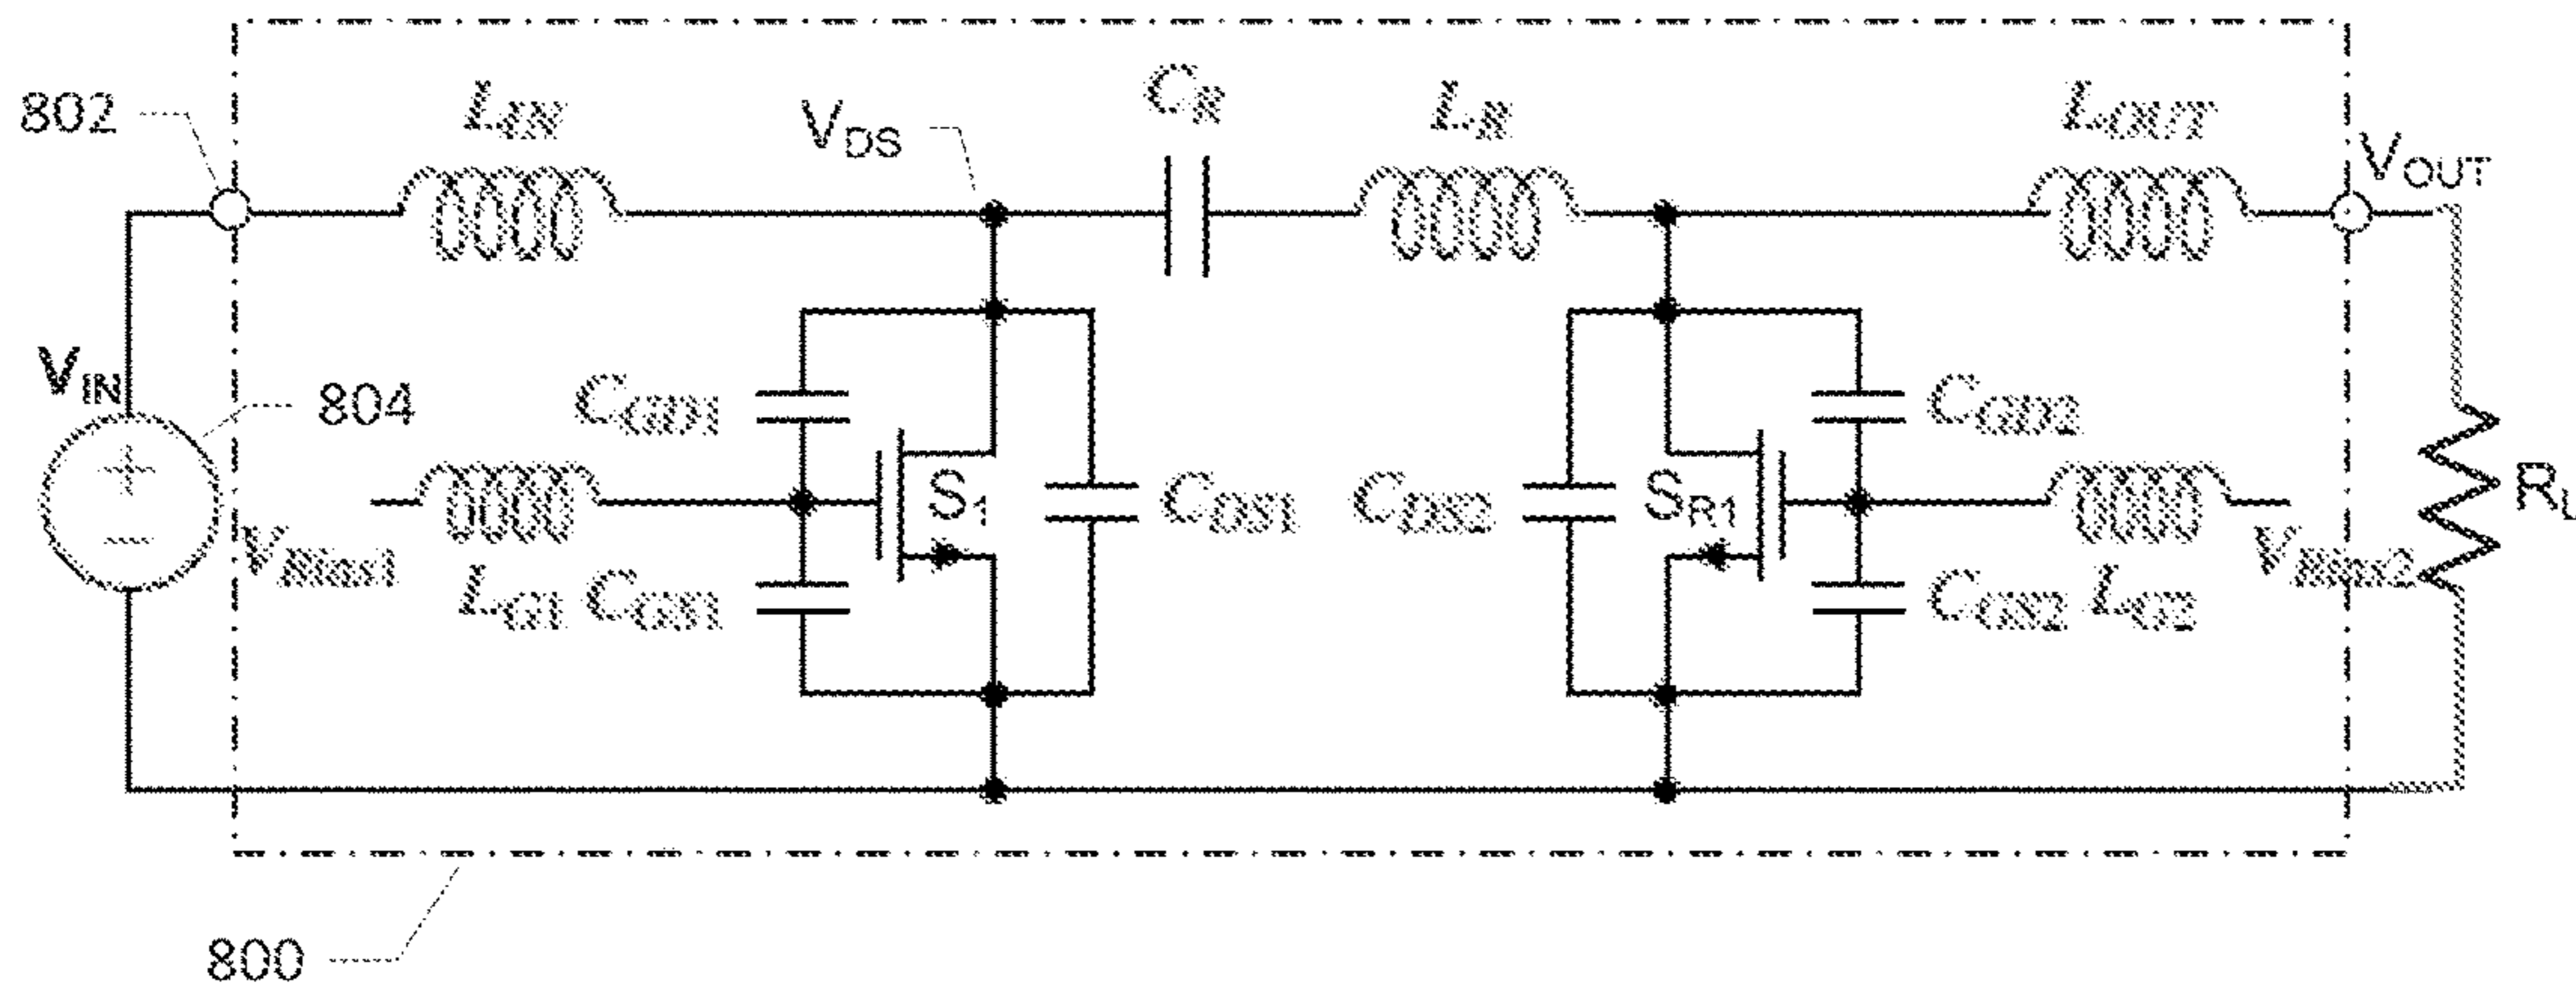 802
L_IN
V_DS
C_R
L_R
L_OUT
V_OUT
V_IN
804
+
−
C_GD1
S_1
C_DS1
C_DS2
S_R1
C_GD2
R_L
V_Bias1
L_G1
C_GS1
C_GS2
L_G2
V_Bias2
800